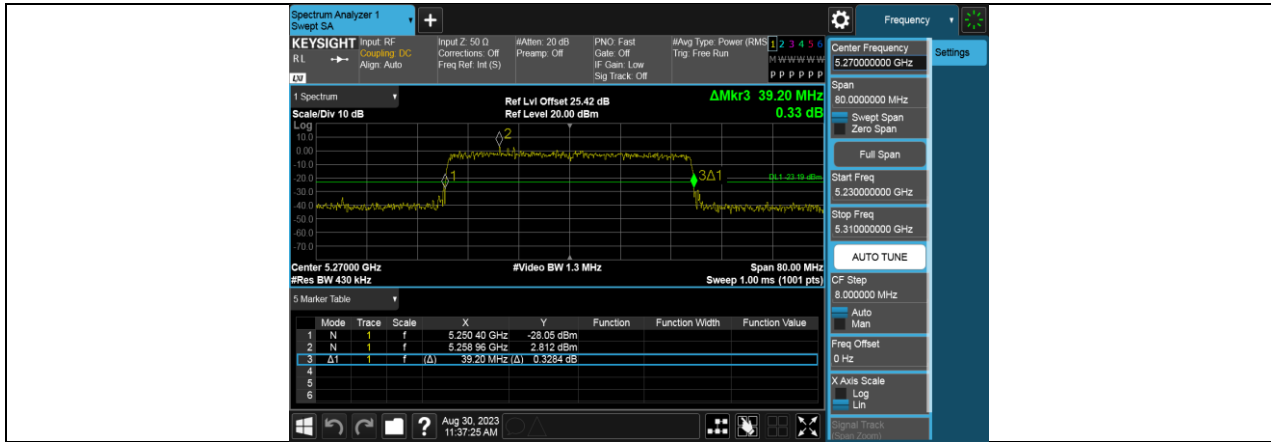 Spectrum Analyzer 1
Swept SA
+
Frequency
KEYSIGHT
RL
LXI
Input: RF
Coupling: DC
Align: Auto
Input Z: 50 Ω
Corrections: Off
Freq Ref: Int (S)
#Atten: 20 dB
Preamp: Off
PNO: Fast
Gate: Off
IF Gain: Low
Sig Track: Off
#Avg Type: Power (RMS
Trig: Free Run
1 2 3 4 5 6
M W W W W W
P P P P P P
1 Spectrum
Scale/Div 10 dB
Ref Lvl Offset 25.42 dB
Ref Level 20.00 dBm
ΔMkr3 39.20 MHz
0.33 dB
Log
10.0
0.00
-10.0
-20.0
-30.0
-40.0
-50.0
-60.0
-70.0
2
1
3Δ1
DL1 -23.19 dBm
Center 5.27000 GHz
#Res BW 430 kHz
#Video BW 1.3 MHz
Span 80.00 MHz
Sweep 1.00 ms (1001 pts)
5 Marker Table
Mode Trace Scale X Y Function Function Width Function Value
1 N 1 f 5.250 40 GHz -28.05 dBm
2 N 1 f 5.258 96 GHz 2.812 dBm
3 Δ1 1 f (Δ) 39.20 MHz (Δ) 0.3284 dB
4
5
6
?
Aug 30, 2023
11:37:25 AM
Center Frequency
5.270000000 GHz
Settings
Span
80.0000000 MHz
Swept Span
Zero Span
Full Span
Start Freq
5.230000000 GHz
Stop Freq
5.310000000 GHz
AUTO TUNE
CF Step
8.000000 MHz
Auto
Man
Freq Offset
0 Hz
X Axis Scale
Log
Lin
Signal Track
(Span Zoom)